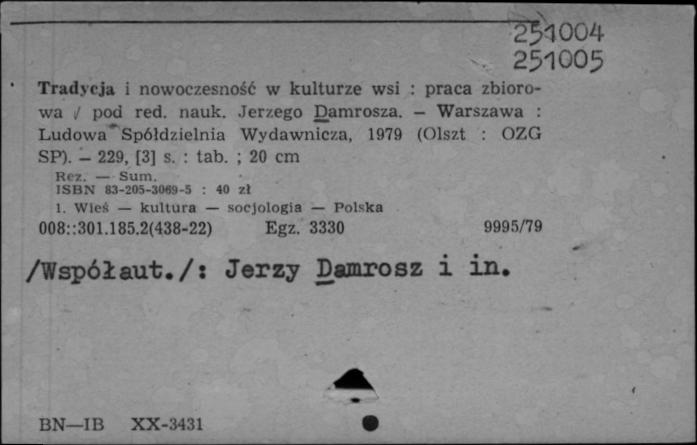 251004
251005
Tradycja i nowoczesność w kulturze wsi : praca zbioro-
wa / pod red. nauk. Jerzego Damrosza. — Warszawa :
Ludowa Spółdzielnia Wydawnicza, 1979 (Olszt : OZG
SP). — 229, [3] s. : tab. ; 20 cm
Rez. — Sum.
ISBN 83-205-3069-5 : 40 zł
1. Wieś — kultura — socjologia — Polska
008::301.185.2(438-22) Egz. 3330 9995/79
/Współaut./: Jerzy Damrosz i in.
BN—IB XX-3431